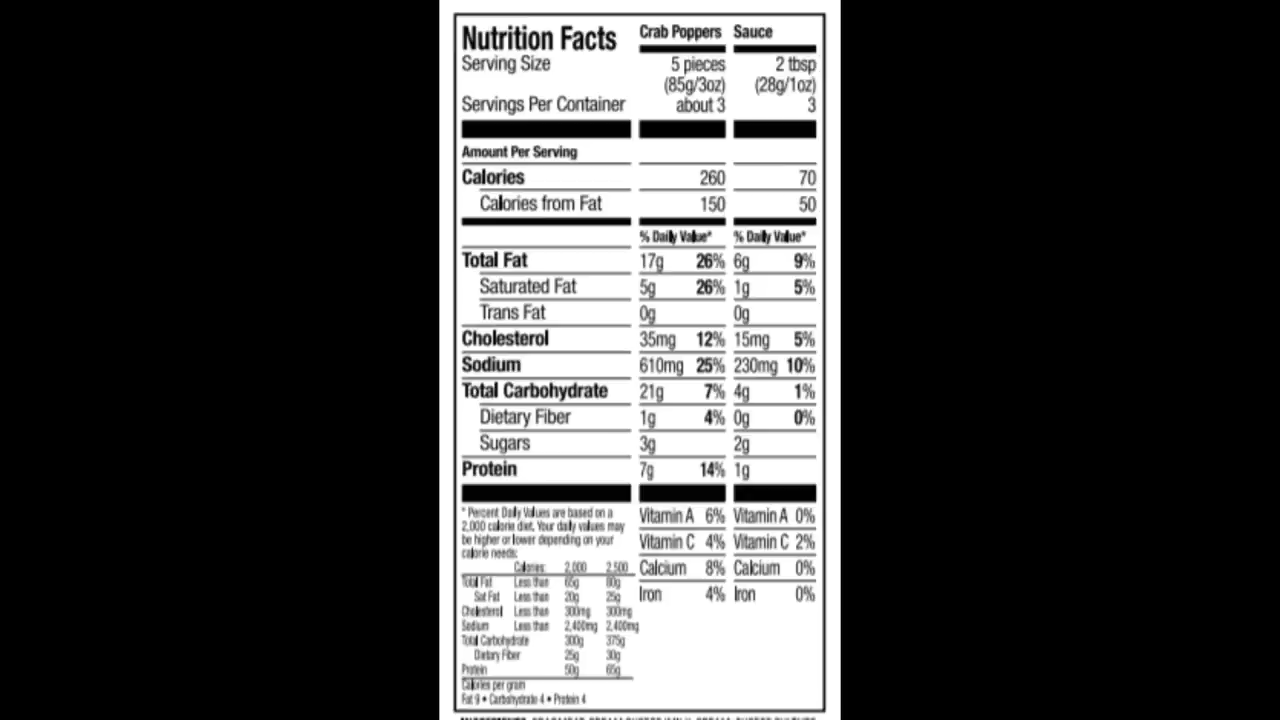 Nutrition Facts Crab Poppers Sauce
Serving Size 5 pieces 2 tbsp
(85g/3oz) (28g/1oz)
Servings Per Container about 3 3
Amount Per Serving
Calories 260 70
Calories from Fat 150 50
% Daily Value* % Daily Value*
Total Fat 17g 26% 6g 9%
Saturated Fat 5g 26% 1g 5%
Trans Fat 0g 0g
Cholesterol 35mg 12% 15mg 5%
Sodium 610mg 25% 230mg 10%
Total Carbohydrate 21g 7% 4g 1%
Dietary Fiber 1g 4% 0g 0%
Sugars 3g 2g
Protein 7g 14% 1g
* Percent Daily Values are based on a
2,000 calorie diet. Your daily values may
be higher or lower depending on your
calorie needs:
Calories: 2,000 2,500
Total Fat Less than 65g 80g
Sat Fat Less than 20g 25g
Cholesterol Less than 300mg 300mg
Sodium Less than 2,400mg 2,400mg
Total Carbohydrate 300g 375g
Dietary Fiber 25g 30g
Protein 50g 65g
Calories per gram
Fat 9 • Carbohydrate 4 • Protein 4
Vitamin A 6% Vitamin A 0%
Vitamin C 4% Vitamin C 2%
Calcium 8% Calcium 0%
Iron 4% Iron 0%